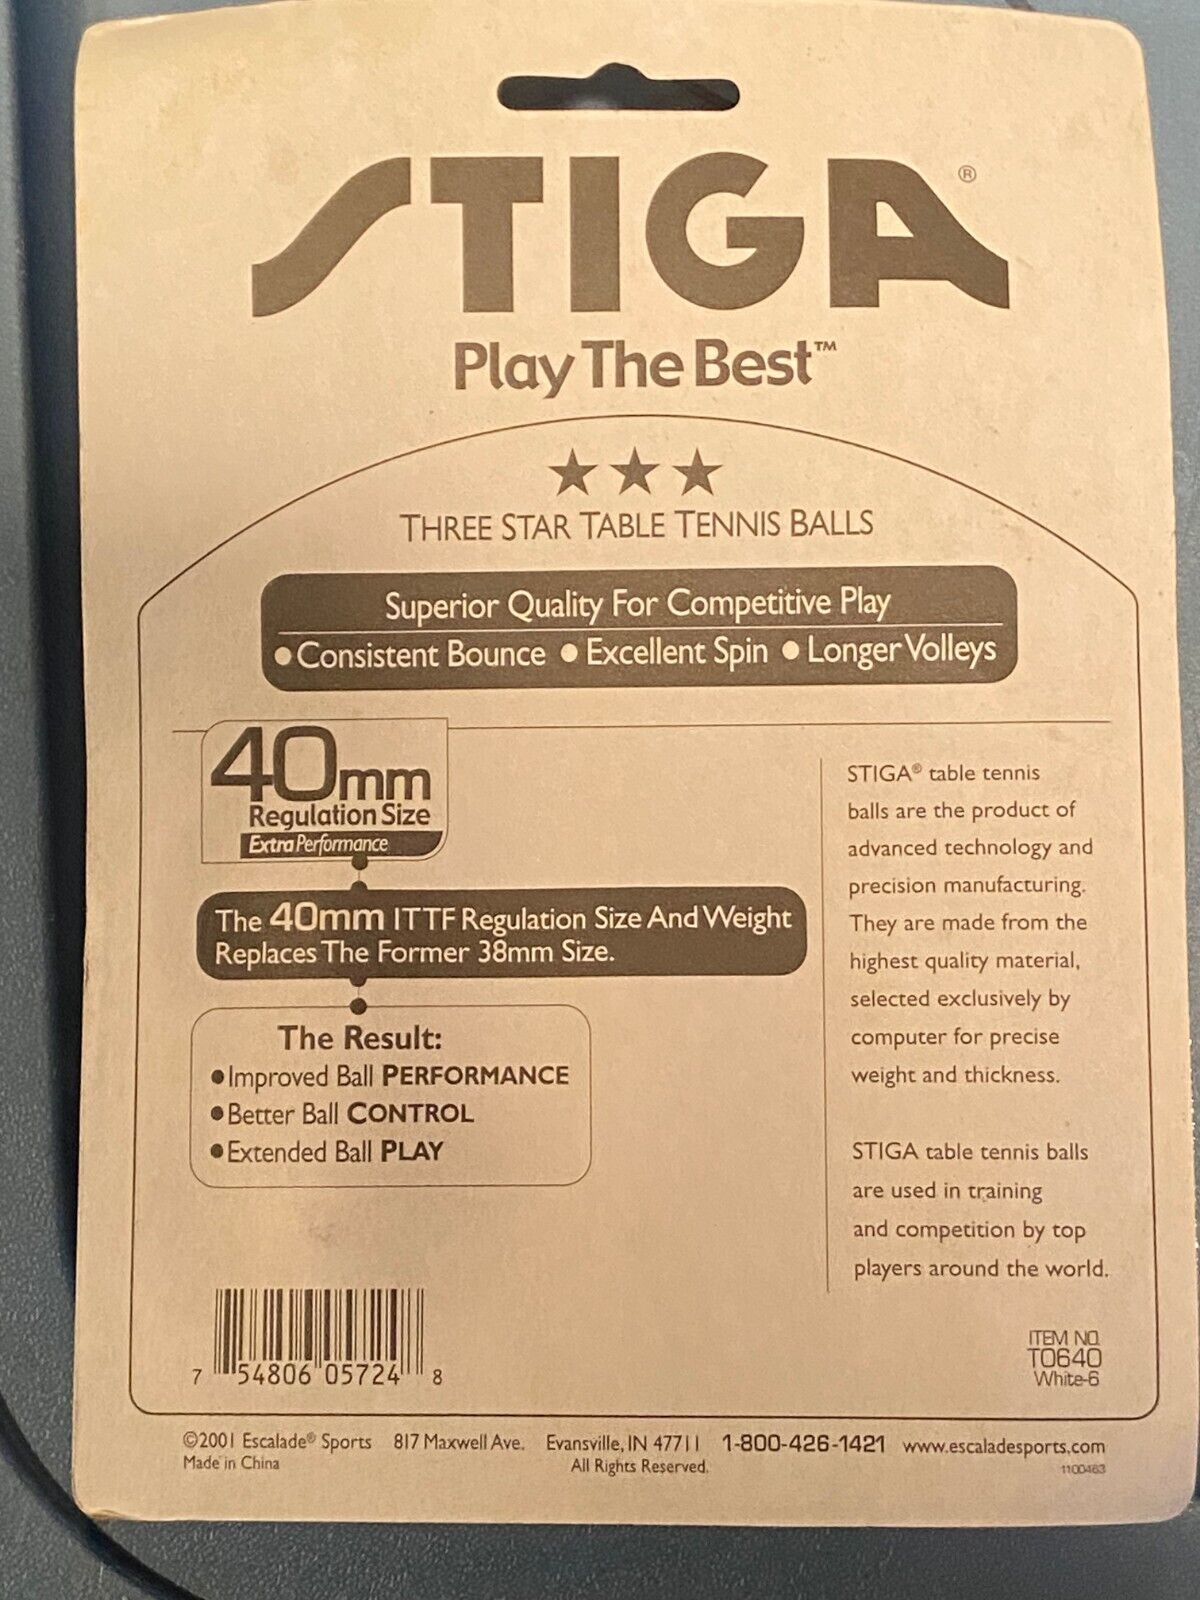 STIGA®
Play The Best™
★★★
THREE STAR TABLE TENNIS BALLS
Superior Quality For Competitive Play
• Consistent Bounce • Excellent Spin • Longer Volleys
40mm
Regulation Size
Extra Performance
The 40mm ITTF Regulation Size And Weight
Replaces The Former 38mm Size.
The Result:
• Improved Ball PERFORMANCE
• Better Ball CONTROL
• Extended Ball PLAY
STIGA® table tennis
balls are the product of
advanced technology and
precision manufacturing.
They are made from the
highest quality material,
selected exclusively by
computer for precise
weight and thickness.
STIGA table tennis balls
are used in training
and competition by top
players around the world.
7 54806 05724 8
ITEM NO.
T0640
White-6
©2001 Escalade® Sports 817 Maxwell Ave. Evansville, IN 47711 1-800-426-1421 www.escaladesports.com
Made in China All Rights Reserved. 1100463